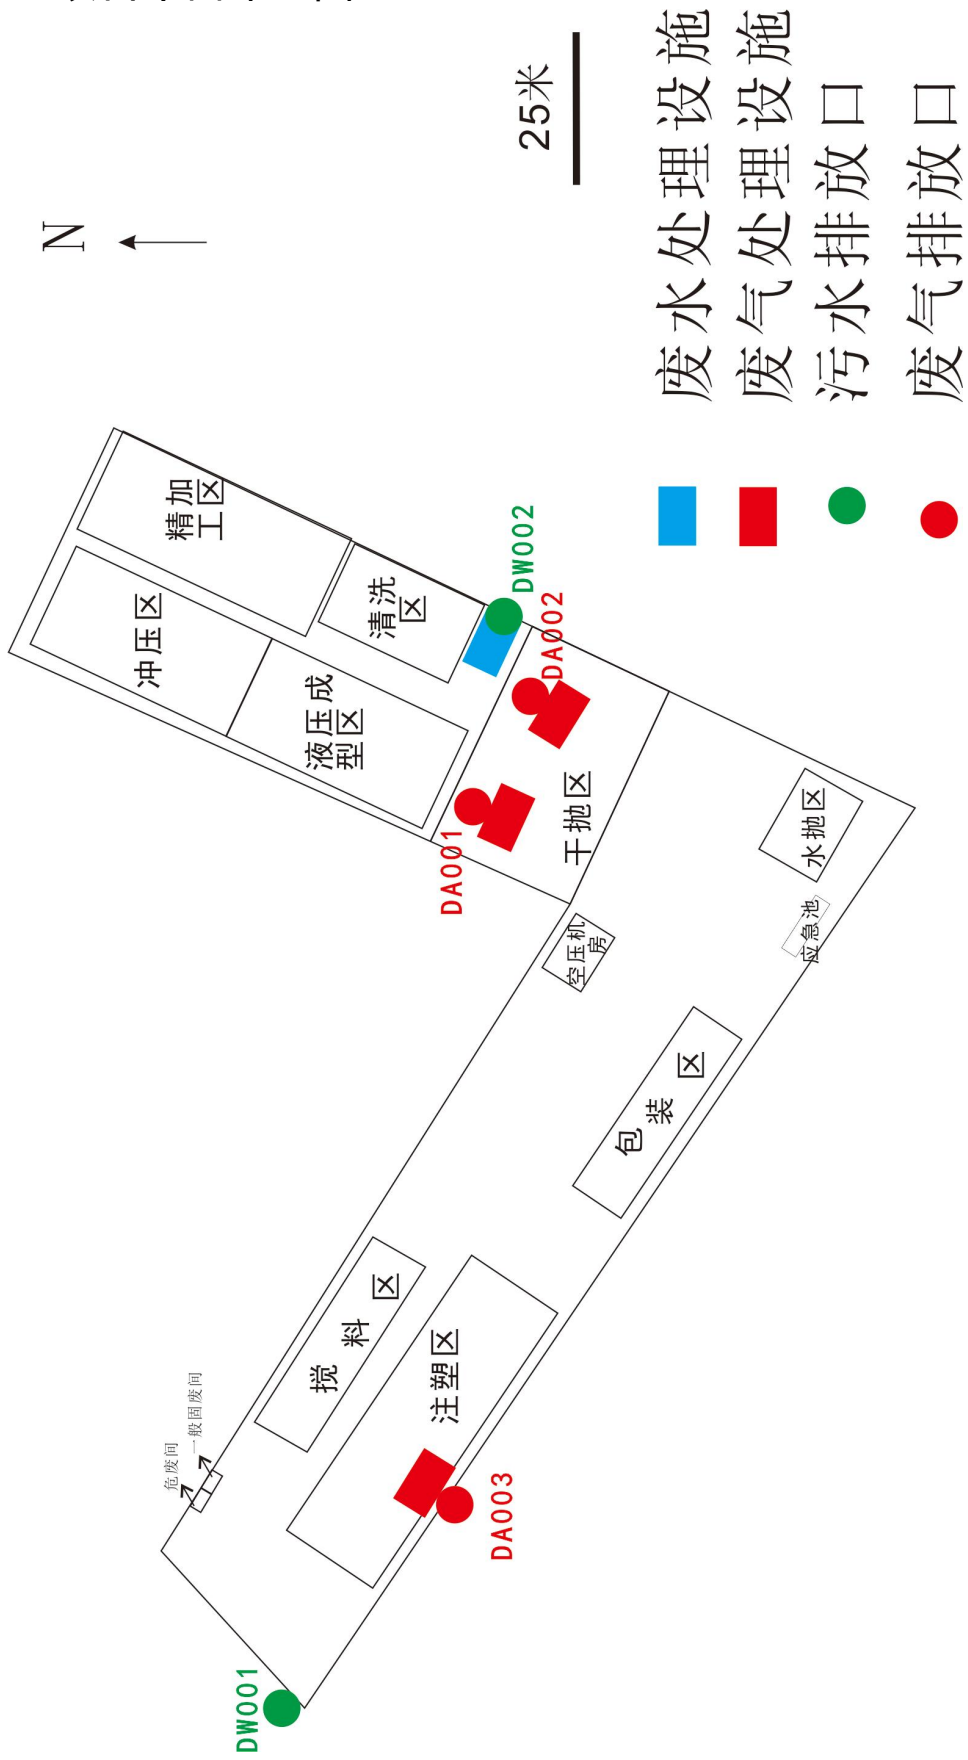 N
25米
废水处理设施
废气处理设施
污水排放口
废气排放口
精加
工区
冲压区
清洗
区
液压成
型区
DW002
DA002
DA001
干抛区
水抛区
应急池
空压机
房
包装区
搅料区
注塑区
一般固废间
危废间
DA003
DW001